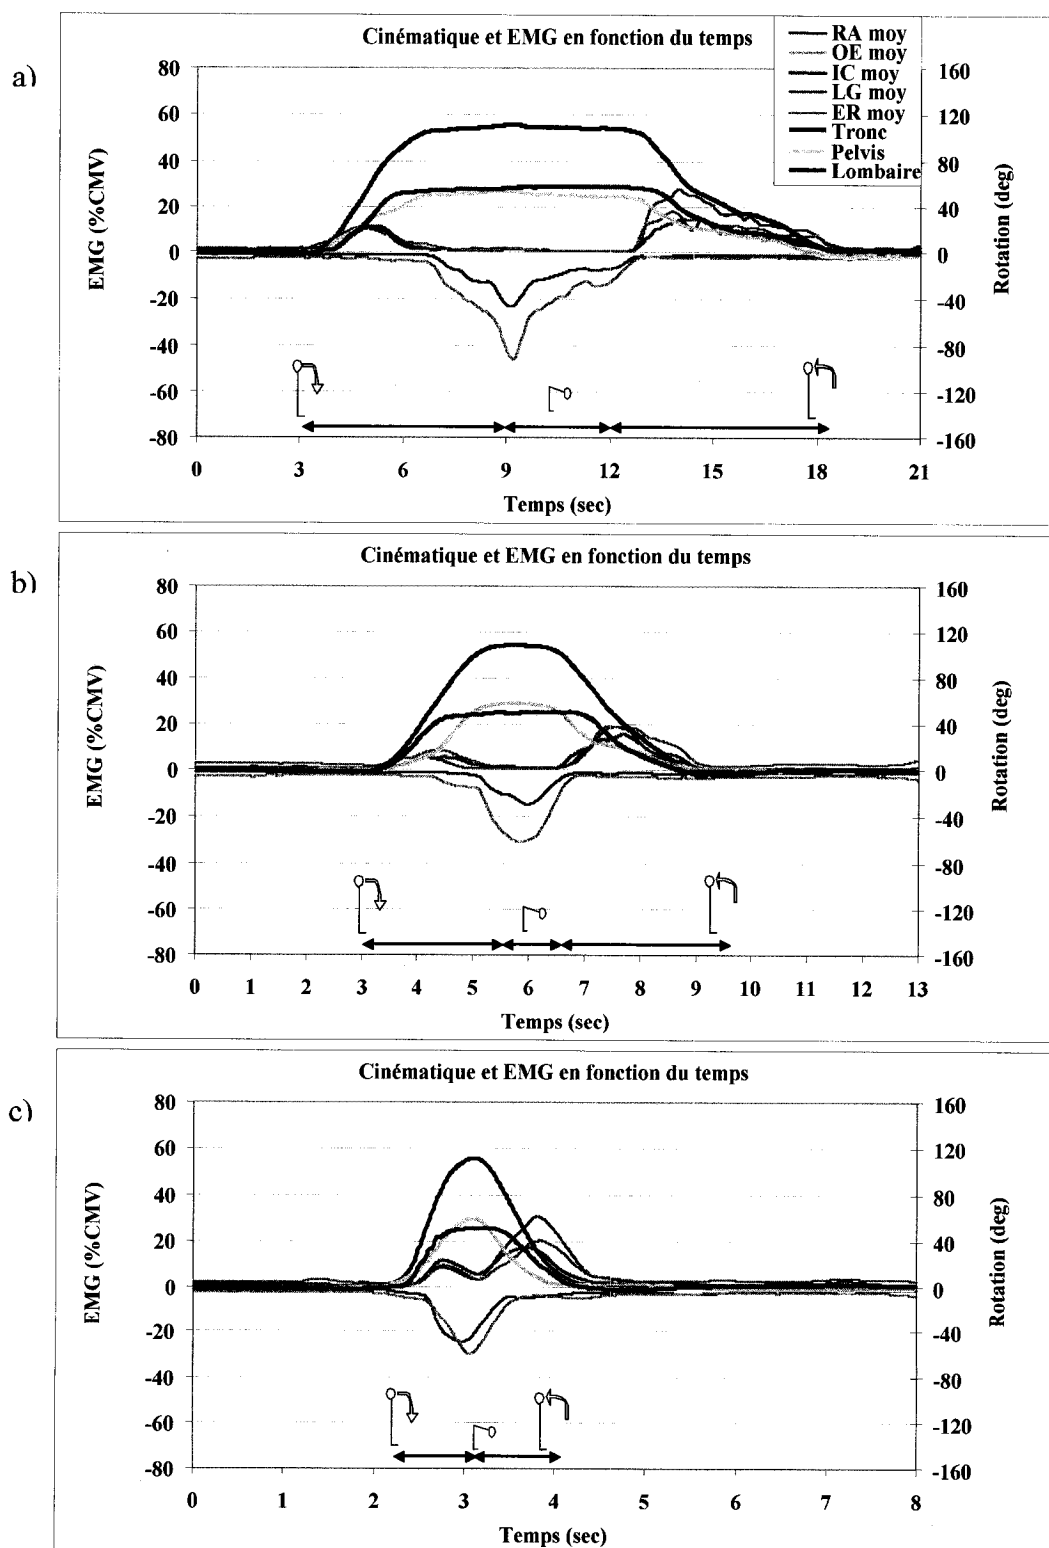 a)
Cinématique et EMG en fonction du temps
RA moy
OE moy
IC moy
LG moy
ER moy
Tronc
Pelvis
Lombaire
EMG (%CMV)
80
60
40
20
0
-20
-40
-60
-80
160
120
80
40
0
-40
-80
-120
-160
Rotation (deg)
0 3 6 9 12 15 18 21
Temps (sec)
b)
Cinématique et EMG en fonction du temps
EMG (%CMV)
80
60
40
20
0
-20
-40
-60
-80
160
120
80
40
0
-40
-80
-120
-160
Rotation (deg)
0 1 2 3 4 5 6 7 8 9 10 11 12 13
Temps (sec)
c)
Cinématique et EMG en fonction du temps
EMG (%CMV)
80
60
40
20
0
-20
-40
-60
-80
160
120
80
40
0
-40
-80
-120
-160
Rotation (deg)
0 1 2 3 4 5 6 7 8
Temps (sec)